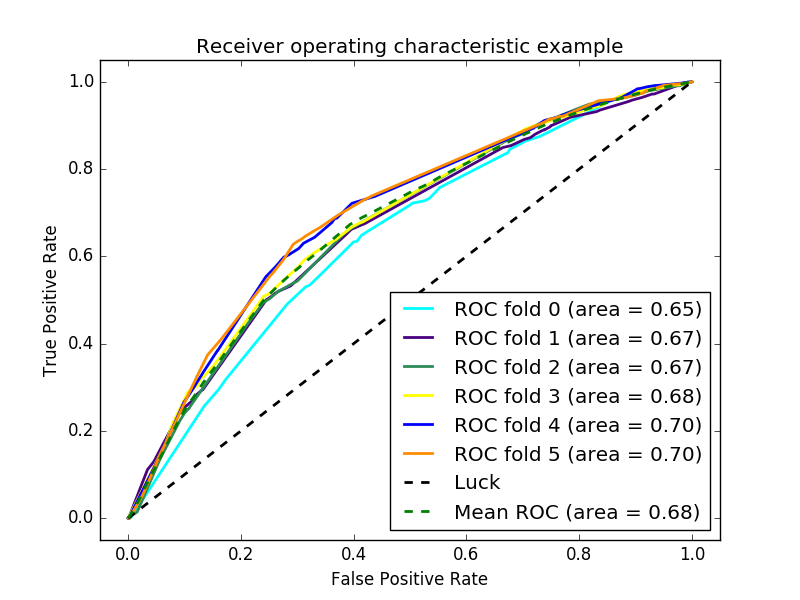 Receiver operating characteristic example
True Positive Rate
1.0
0.8
0.6
0.4
0.2
0.0
ROC fold 0 (area = 0.65)
ROC fold 1 (area = 0.67)
ROC fold 2 (area = 0.67)
ROC fold 3 (area = 0.68)
ROC fold 4 (area = 0.70)
ROC fold 5 (area = 0.70)
Luck
Mean ROC (area = 0.68)
0.0 0.2 0.4 0.6 0.8 1.0
False Positive Rate